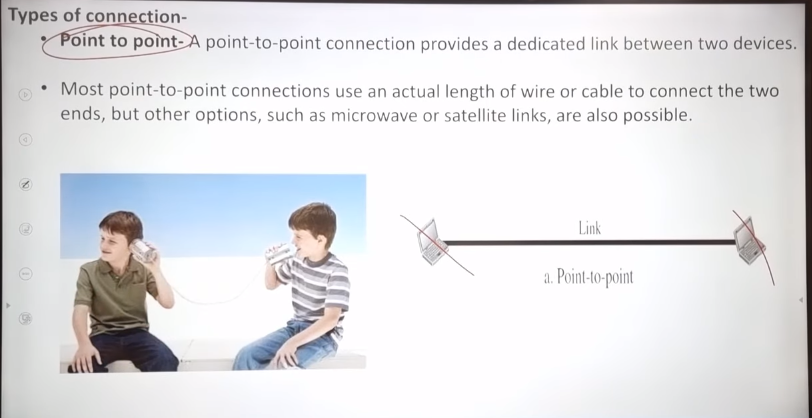 Types of connection-
• Point to point- A point-to-point connection provides a dedicated link between two devices.
• Most point-to-point connections use an actual length of wire or cable to connect the two
ends, but other options, such as microwave or satellite links, are also possible.
Link
a. Point-to-point